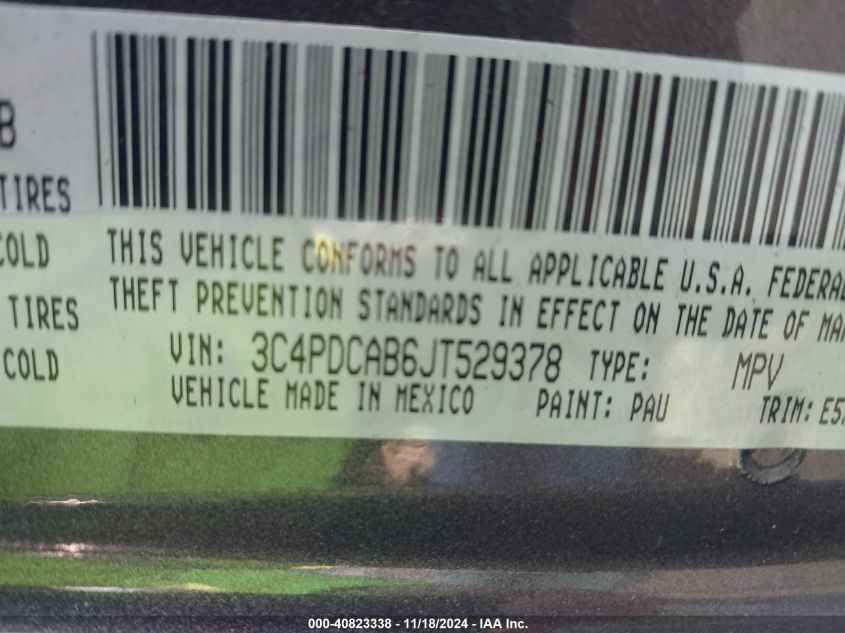 B
TIRES
COLD
TIRES
COLD
THIS VEHICLE CONFORMS TO ALL APPLICABLE U.S.A. FEDERAL
THEFT PREVENTION STANDARDS IN EFFECT ON THE DATE OF MA
VIN: 3C4PDCAB6JT529378 TYPE: MPV
VEHICLE MADE IN MEXICO PAINT: PAU TRIM: E5
000-40823338 - 11/18/2024 - IAA Inc.